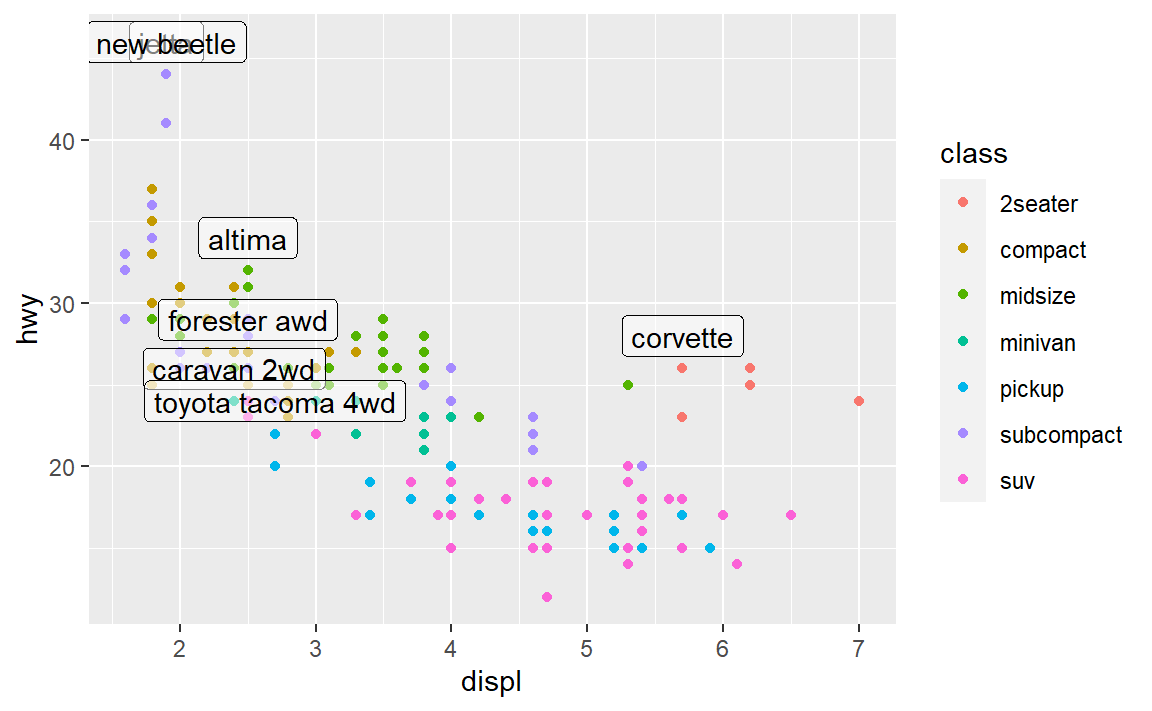 new beetle
jetta
altima
forester awd
caravan 2wd
toyota tacoma 4wd
corvette
hwy
40
30
20
2 3 4 5 6 7
displ
class
2seater
compact
midsize
minivan
pickup
subcompact
suv